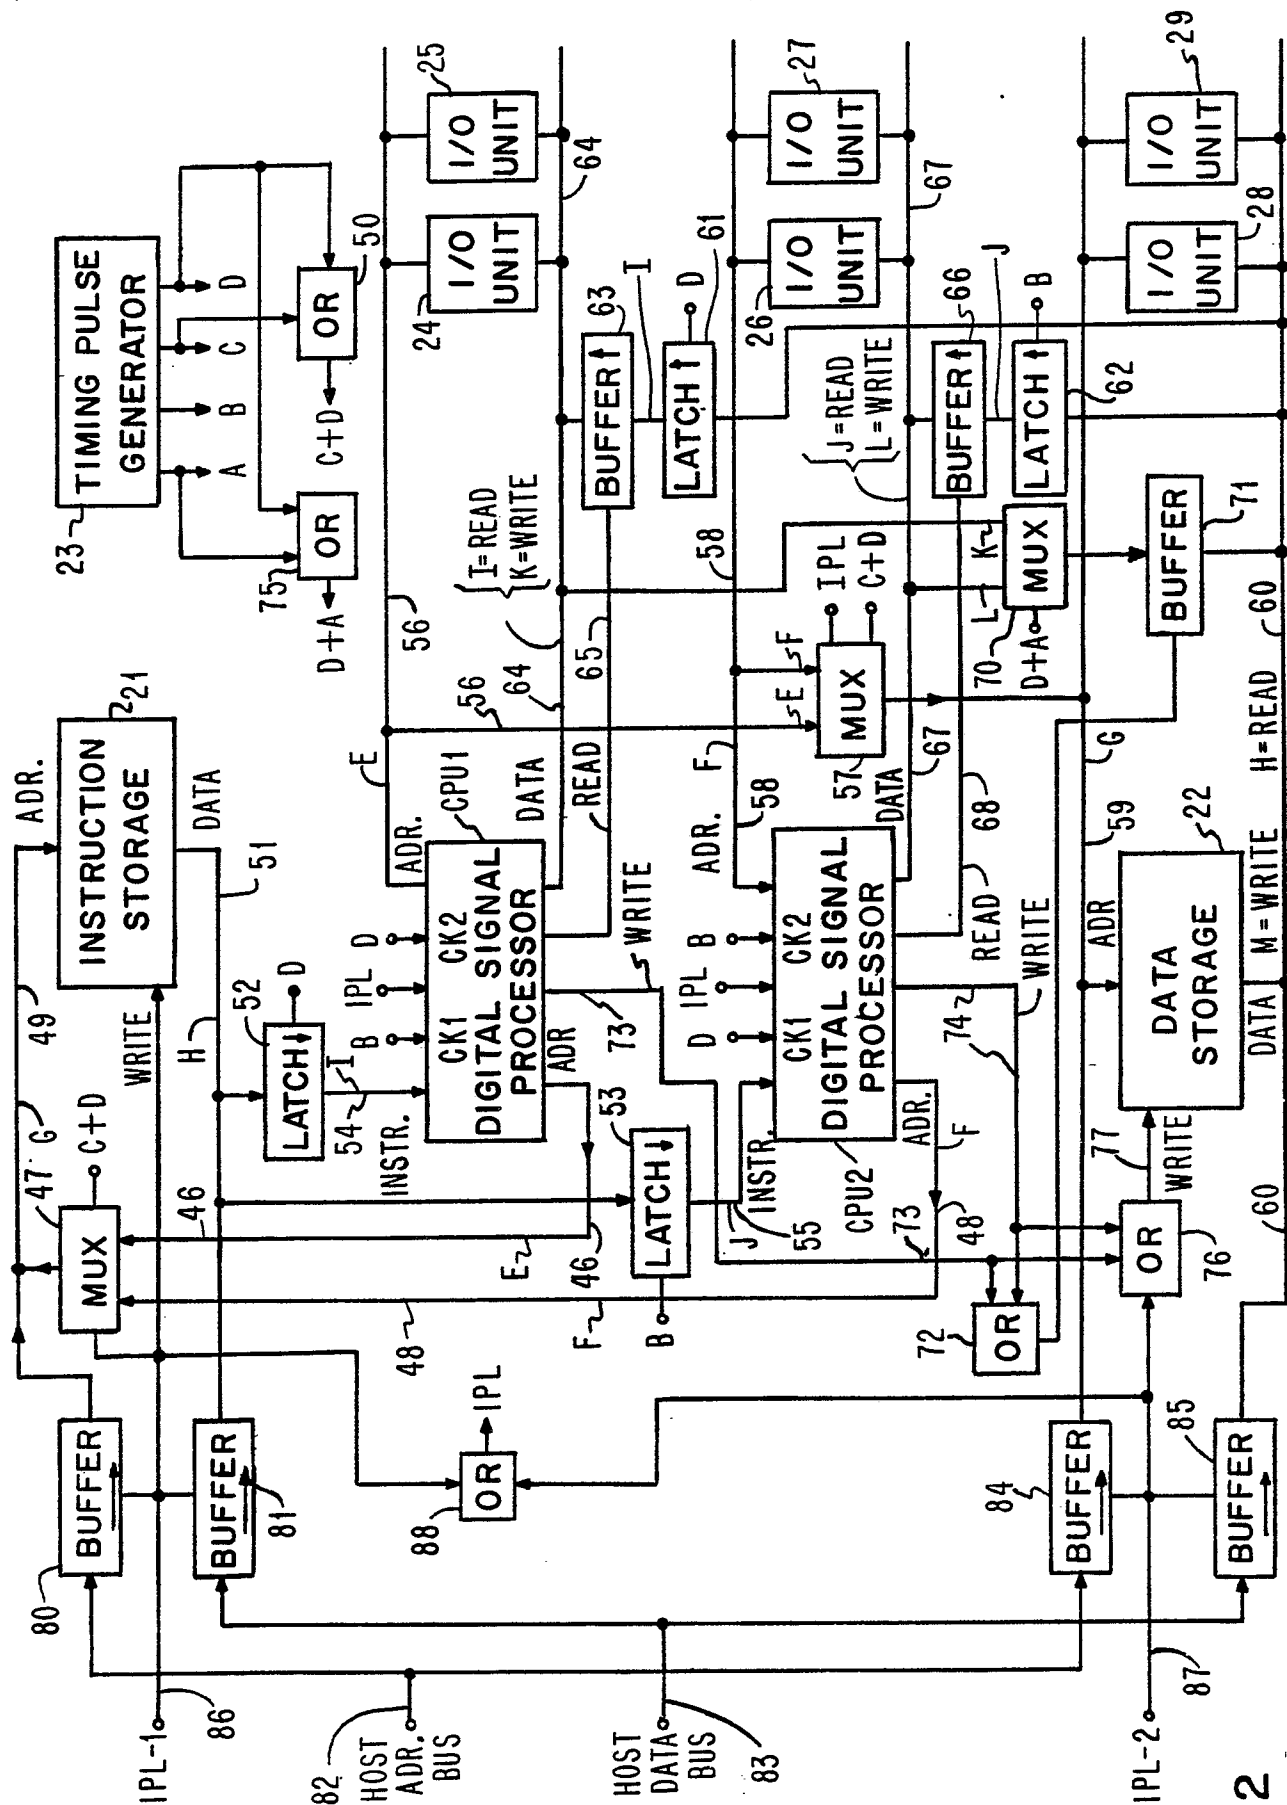 BUFFER
80
BUFFER
81
IPL-1
86
82
HOST
ADR.
BUS
HOST
DATA
BUS
83
IPL-2
87
84
BUFFER
85
BUFFER
88
OR
IPL
47
MUX
C+D
G
49
ADR.
INSTRUCTION
STORAGE
21
WRITE
DATA
51
H
46
48
F
E
46
52
LATCH
D
54
I
INSTR.
B
IPL
D
CK1
CK2
DIGITAL SIGNAL
PROCESSOR
CPU1
ADR.
E
DATA
READ
ADR
73
WRITE
53
LATCH
B
J
55
INSTR.
D
IPL
B
CK1
CK2
DIGITAL SIGNAL
PROCESSOR
CPU2
ADR.
F
58
DATA
67
68
READ
WRITE
74
ADR.
F
48
73
72
OR
OR
76
77
WRITE
DATA
STORAGE
22
ADR
59
G
DATA
M=WRITE
H=READ
60
60
23
TIMING PULSE
GENERATOR
A
B
C
D
75
OR
D+A
OR
50
C+D
56
56
E
F
57
MUX
IPL
C+D
I=READ
K=WRITE
64
65
58
BUFFER
63
I
LATCH
D
61
J=READ
L=WRITE
BUFFER
66
J
LATCH
B
62
L
K
MUX
70
D+A
BUFFER
71
24
I/O
UNIT
25
I/O
UNIT
64
26
I/O
UNIT
27
I/O
UNIT
67
I/O
UNIT
28
I/O
UNIT
29
2